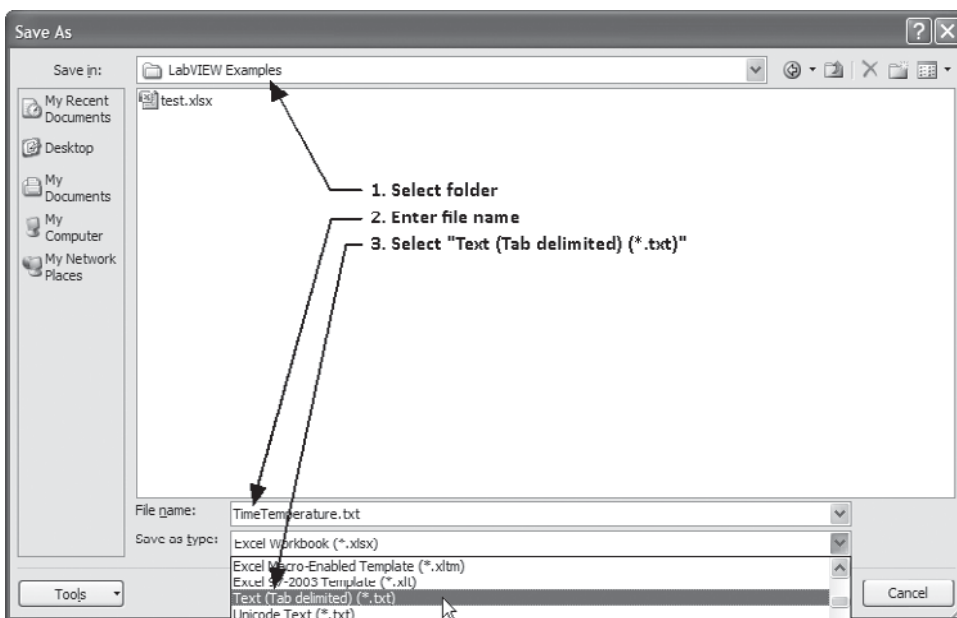 Save As
Save in:
LabVIEW Examples
My Recent
Documents
Desktop
My
Documents
My
Computer
My Network
Places
test.xlsx
1. Select folder
2. Enter file name
3. Select "Text (Tab delimited) (*.txt)"
File name:
TimeTemperature.txt
Save as type:
Excel Workbook (*.xlsx)
Excel Macro-Enabled Template (*.xltm)
Excel 97-2003 Template (*.xlt)
Text (Tab delimited) (*.txt)
Unicode Text (*.txt)
Tools
Cancel